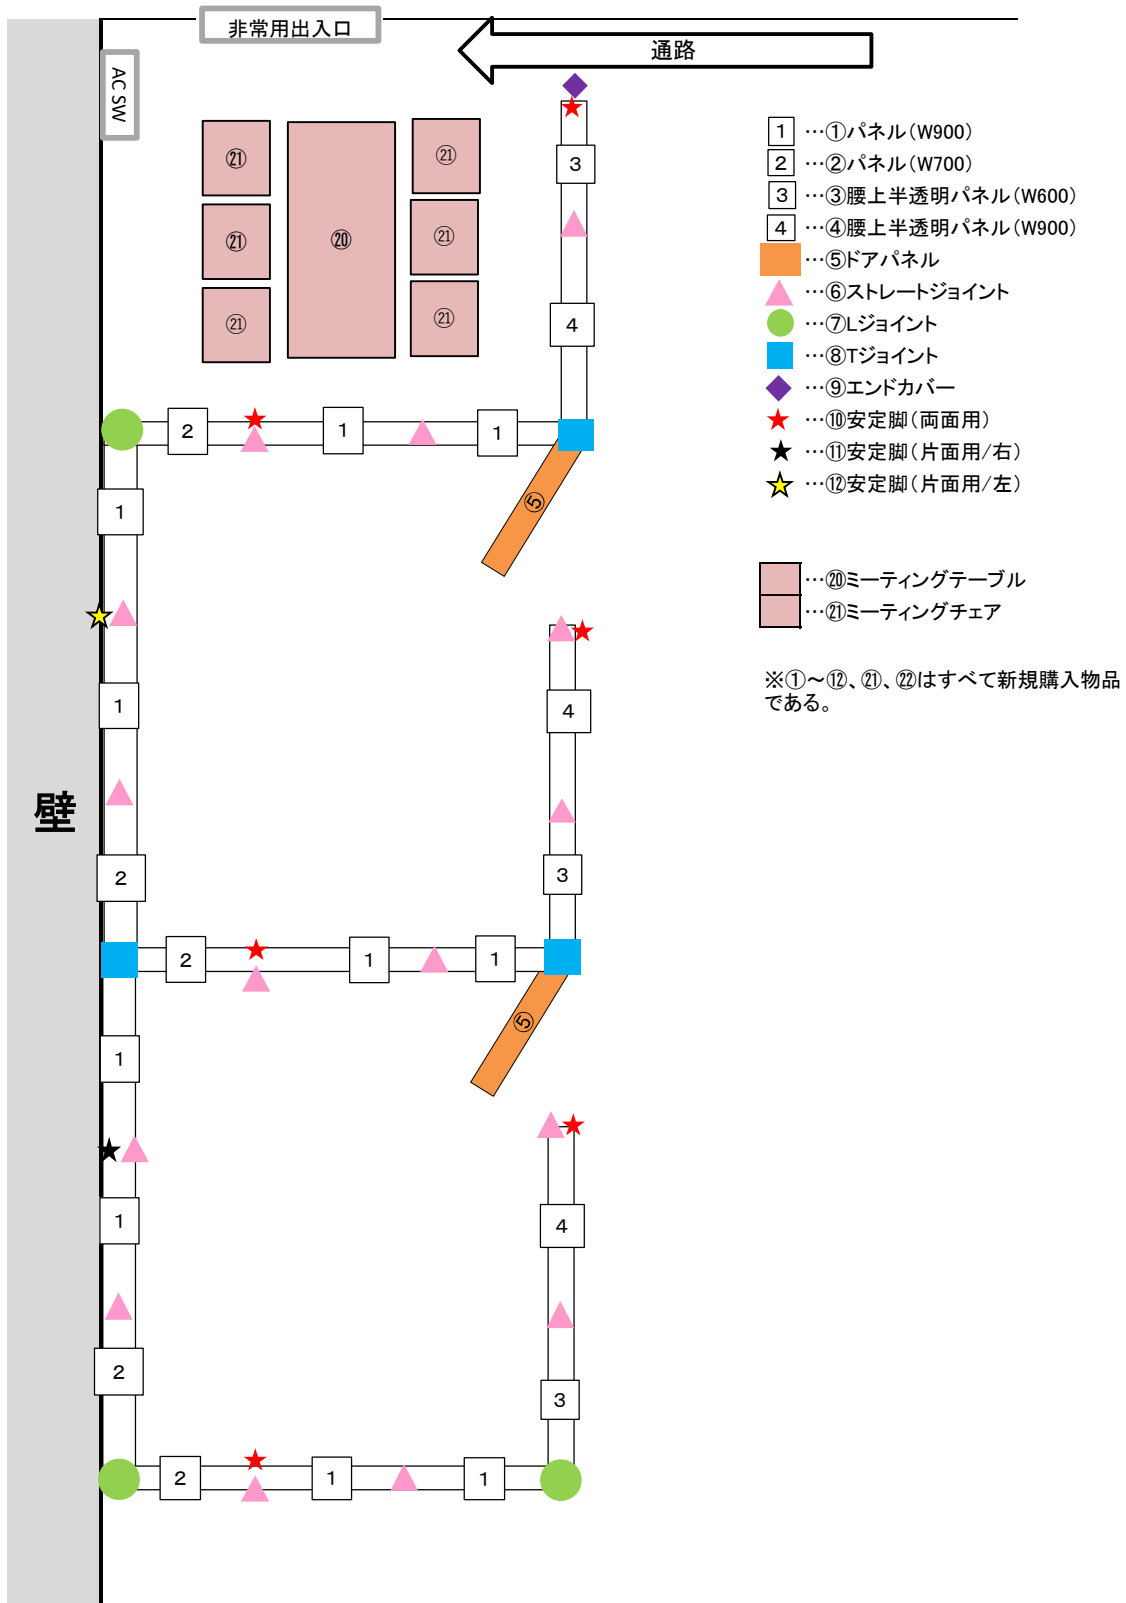 非常用出入口
通路
AC SW
㉑
㉑
㉑
⑳
㉑
㉑
㉑
3
4
1 …①パネル(W900)
2 …②パネル(W700)
3 …③腰上半透明パネル(W600)
4 …④腰上半透明パネル(W900)
…⑤ドアパネル
…⑥ストレートジョイント
…⑦Lジョイント
…⑧Tジョイント
…⑨エンドカバー
…⑩安定脚(両面用)
…⑪安定脚(片面用/右)
…⑫安定脚(片面用/左)
…⑳ミーティングテーブル
…㉑ミーティングチェア
※①～⑫、㉑、㉒はすべて新規購入物品
である。
2
1
1
⑤
1
1
4
壁
2
3
2
1
1
⑤
1
1
4
2
3
2
1
1